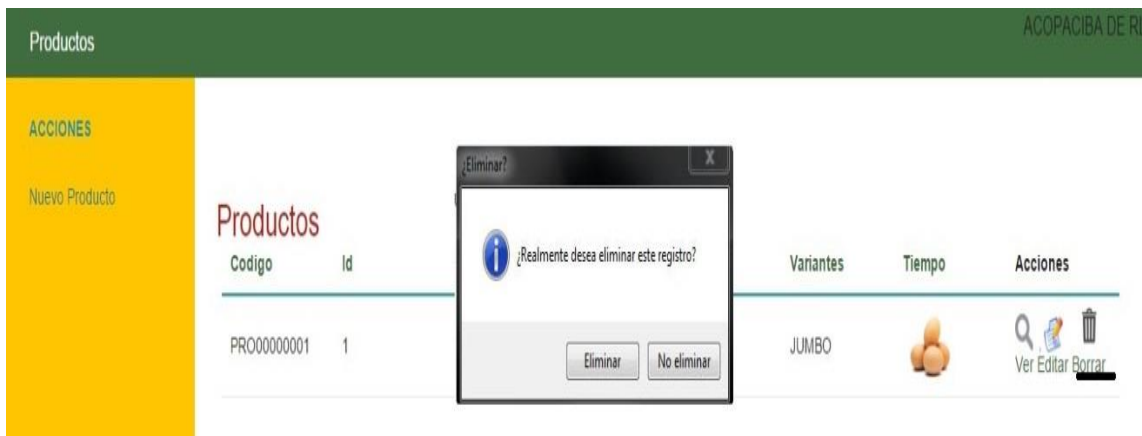 Productos
ACOPACIBA DE RL
ACCIONES
Nuevo Producto
¿Eliminar?
X
¿Realmente desea eliminar este registro?
Eliminar
No eliminar
Productos
Codigo Id Variantes Tiempo Acciones
PRO00000001 1 JUMBO
Ver Editar Borrar